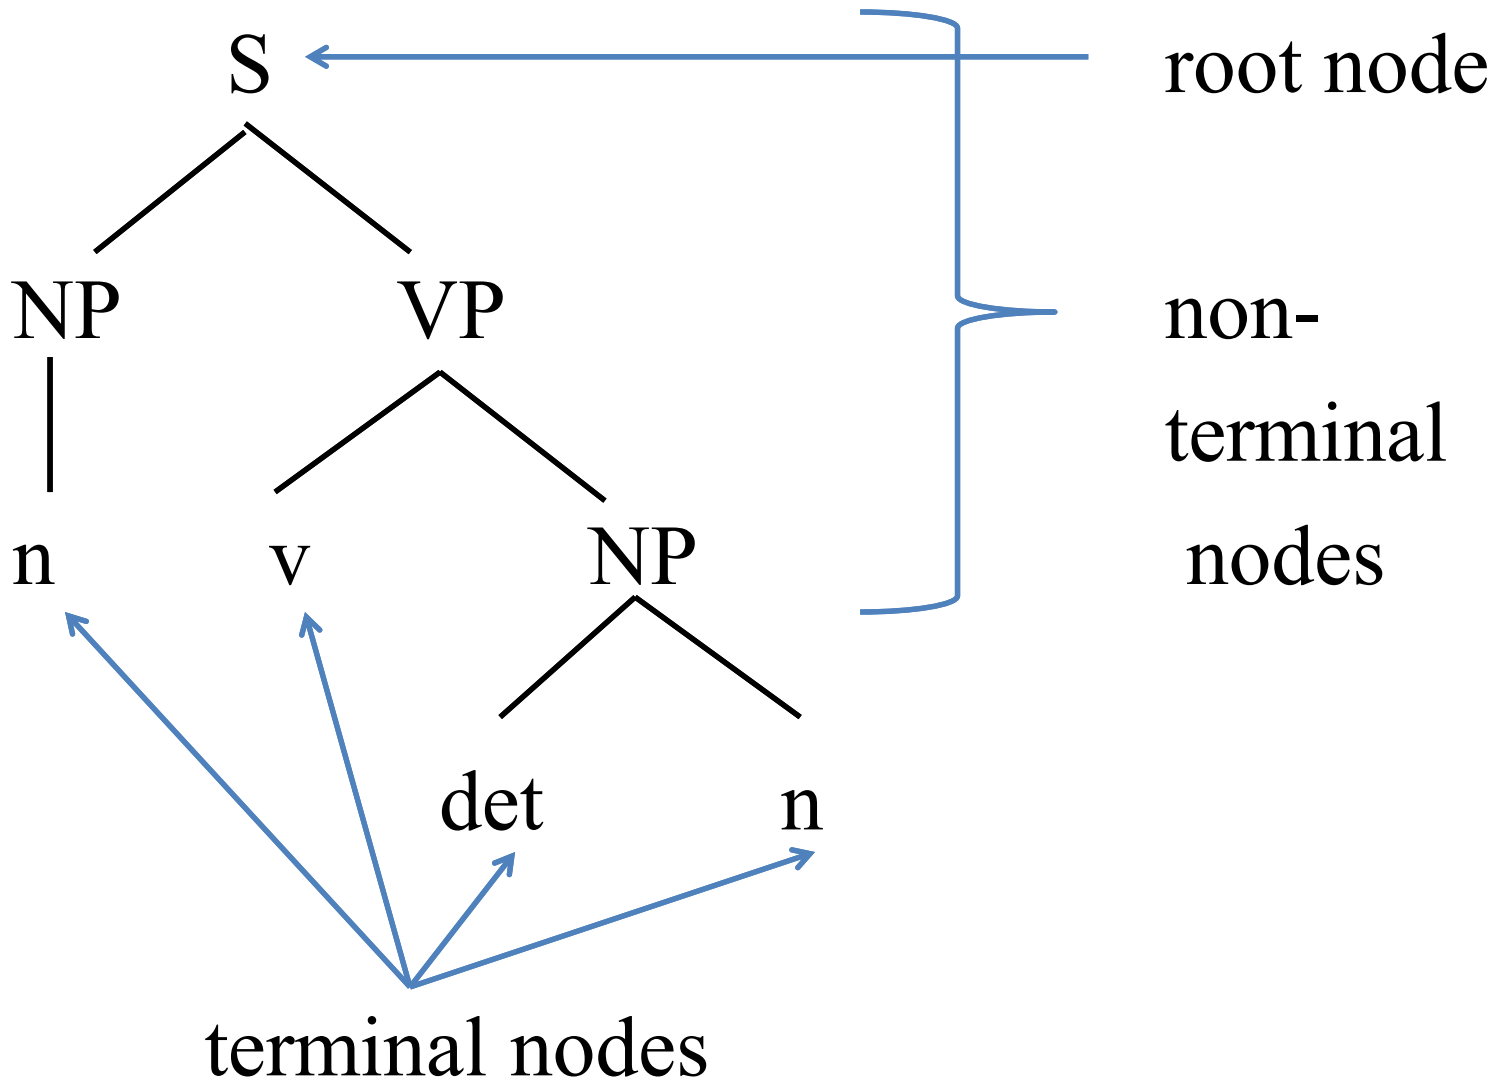 S
root node
NP
VP
non-
terminal
n
v
NP
nodes
det
n
terminal nodes